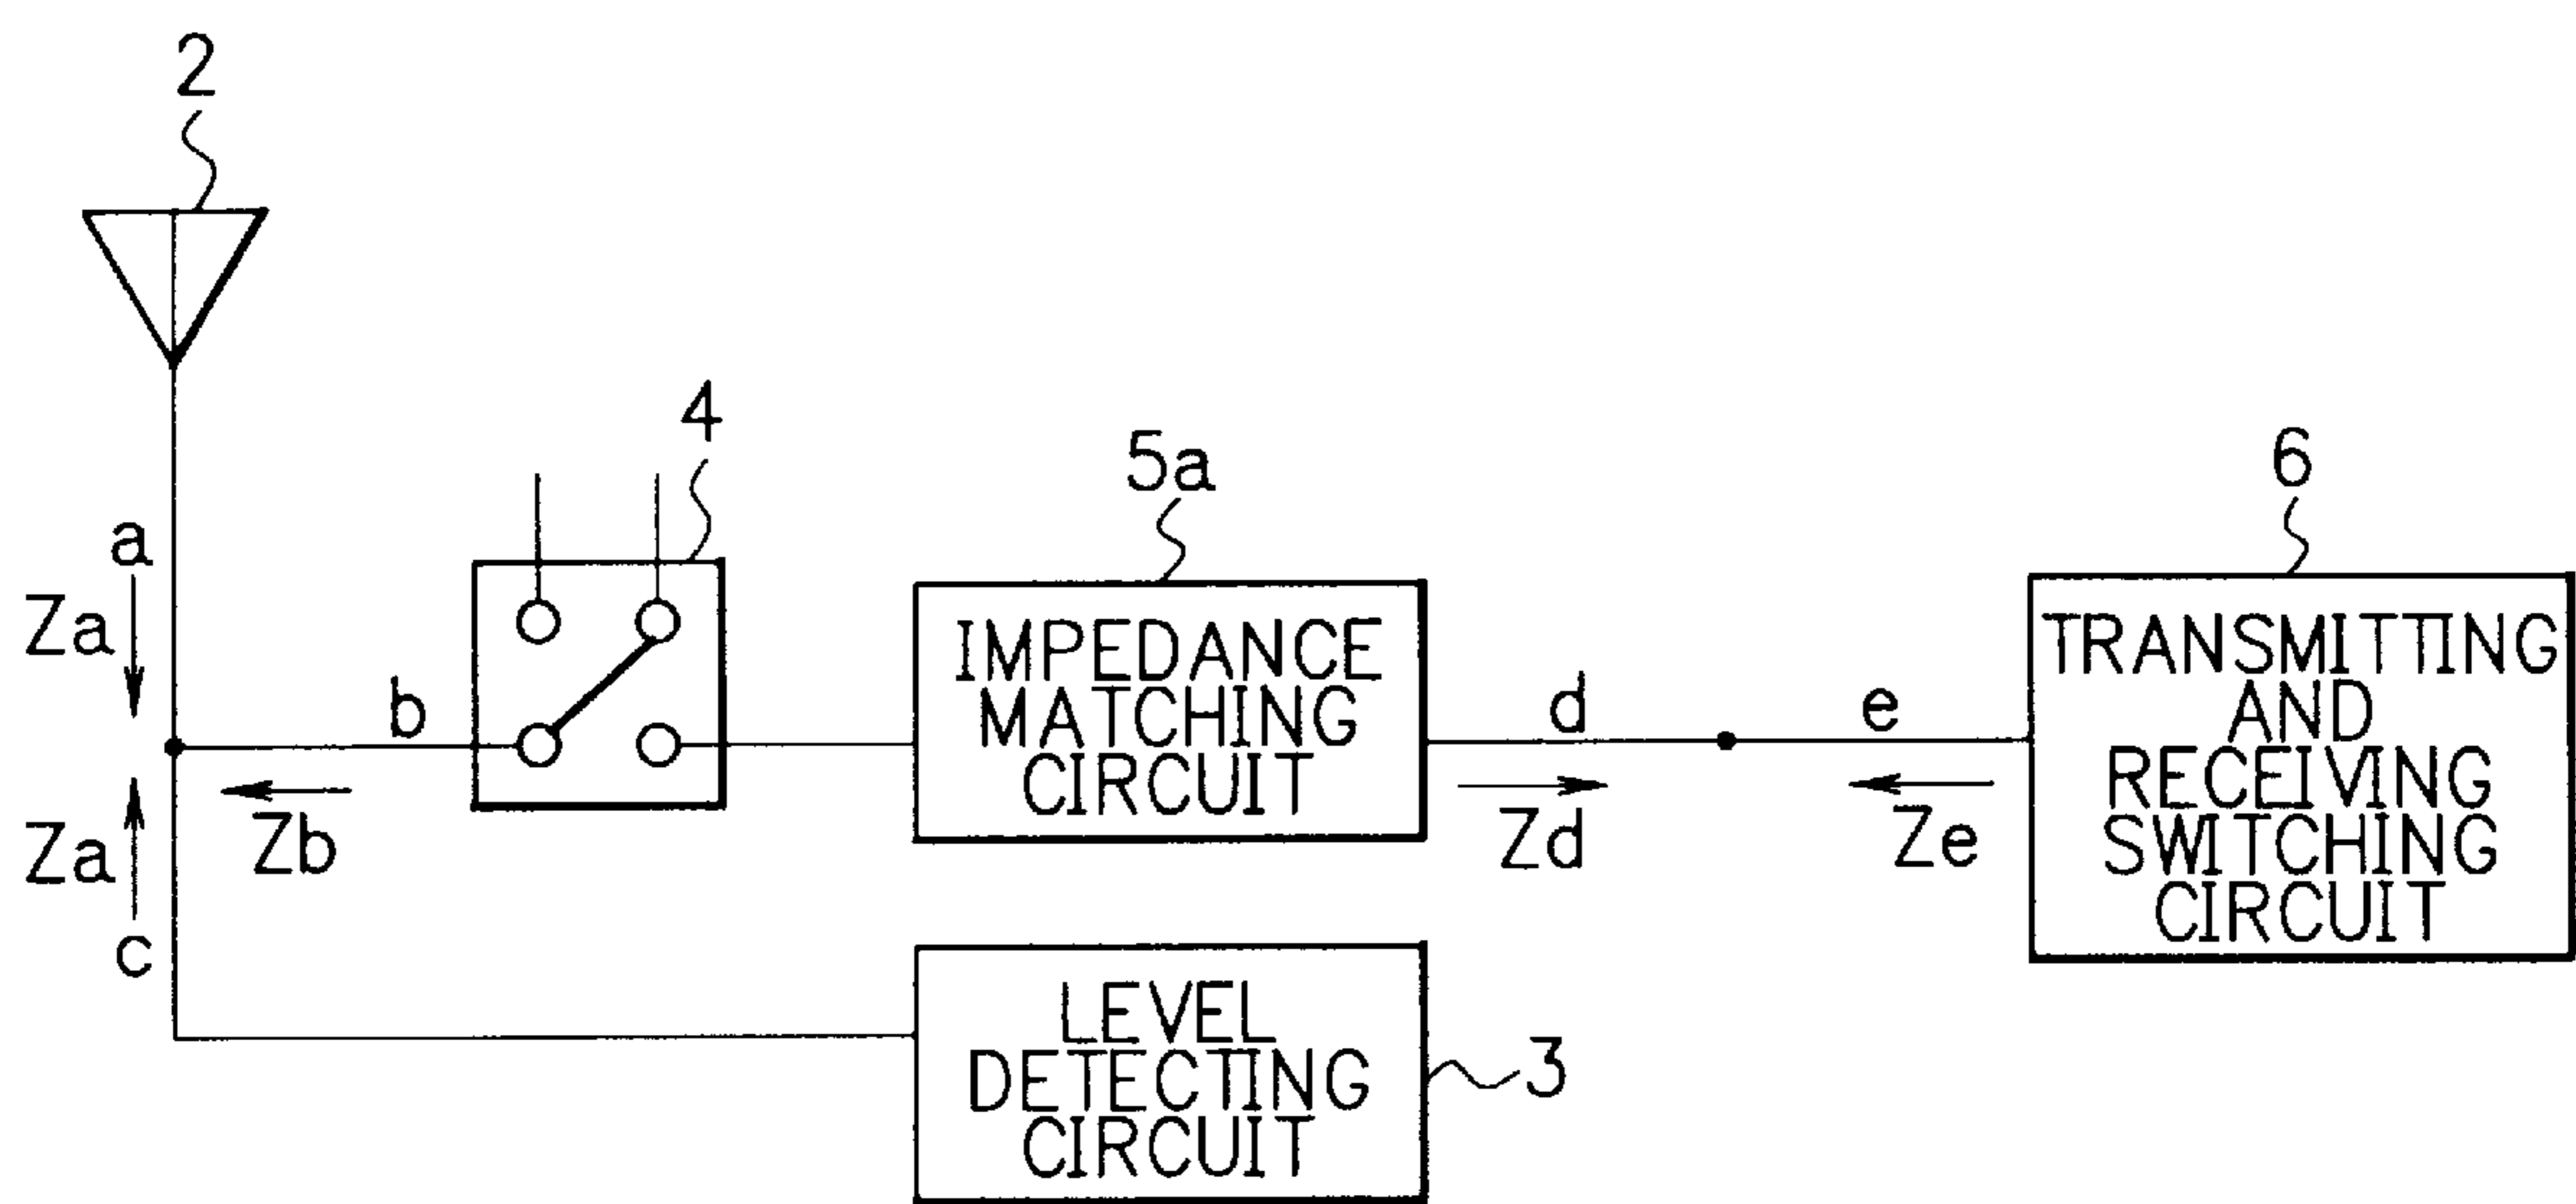 2
4
5a
6
a
Za
b
Zb
Za
c
IMPEDANCE
MATCHING
CIRCUIT
d
Zd
e
Ze
TRANSMITTING
AND
RECEIVING
SWITCHING
CIRCUIT
LEVEL
DETECTING
CIRCUIT
3